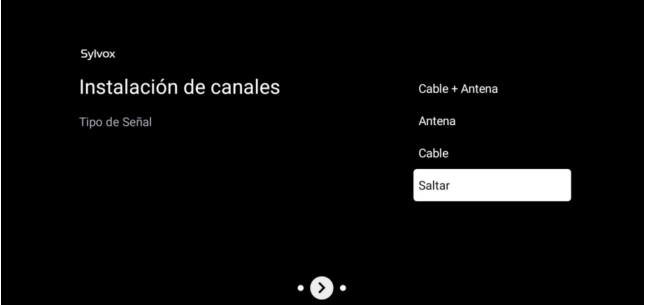 Sylvox
Instalación de canales
Tipo de Señal
Cable + Antena
Antena
Cable
Saltar